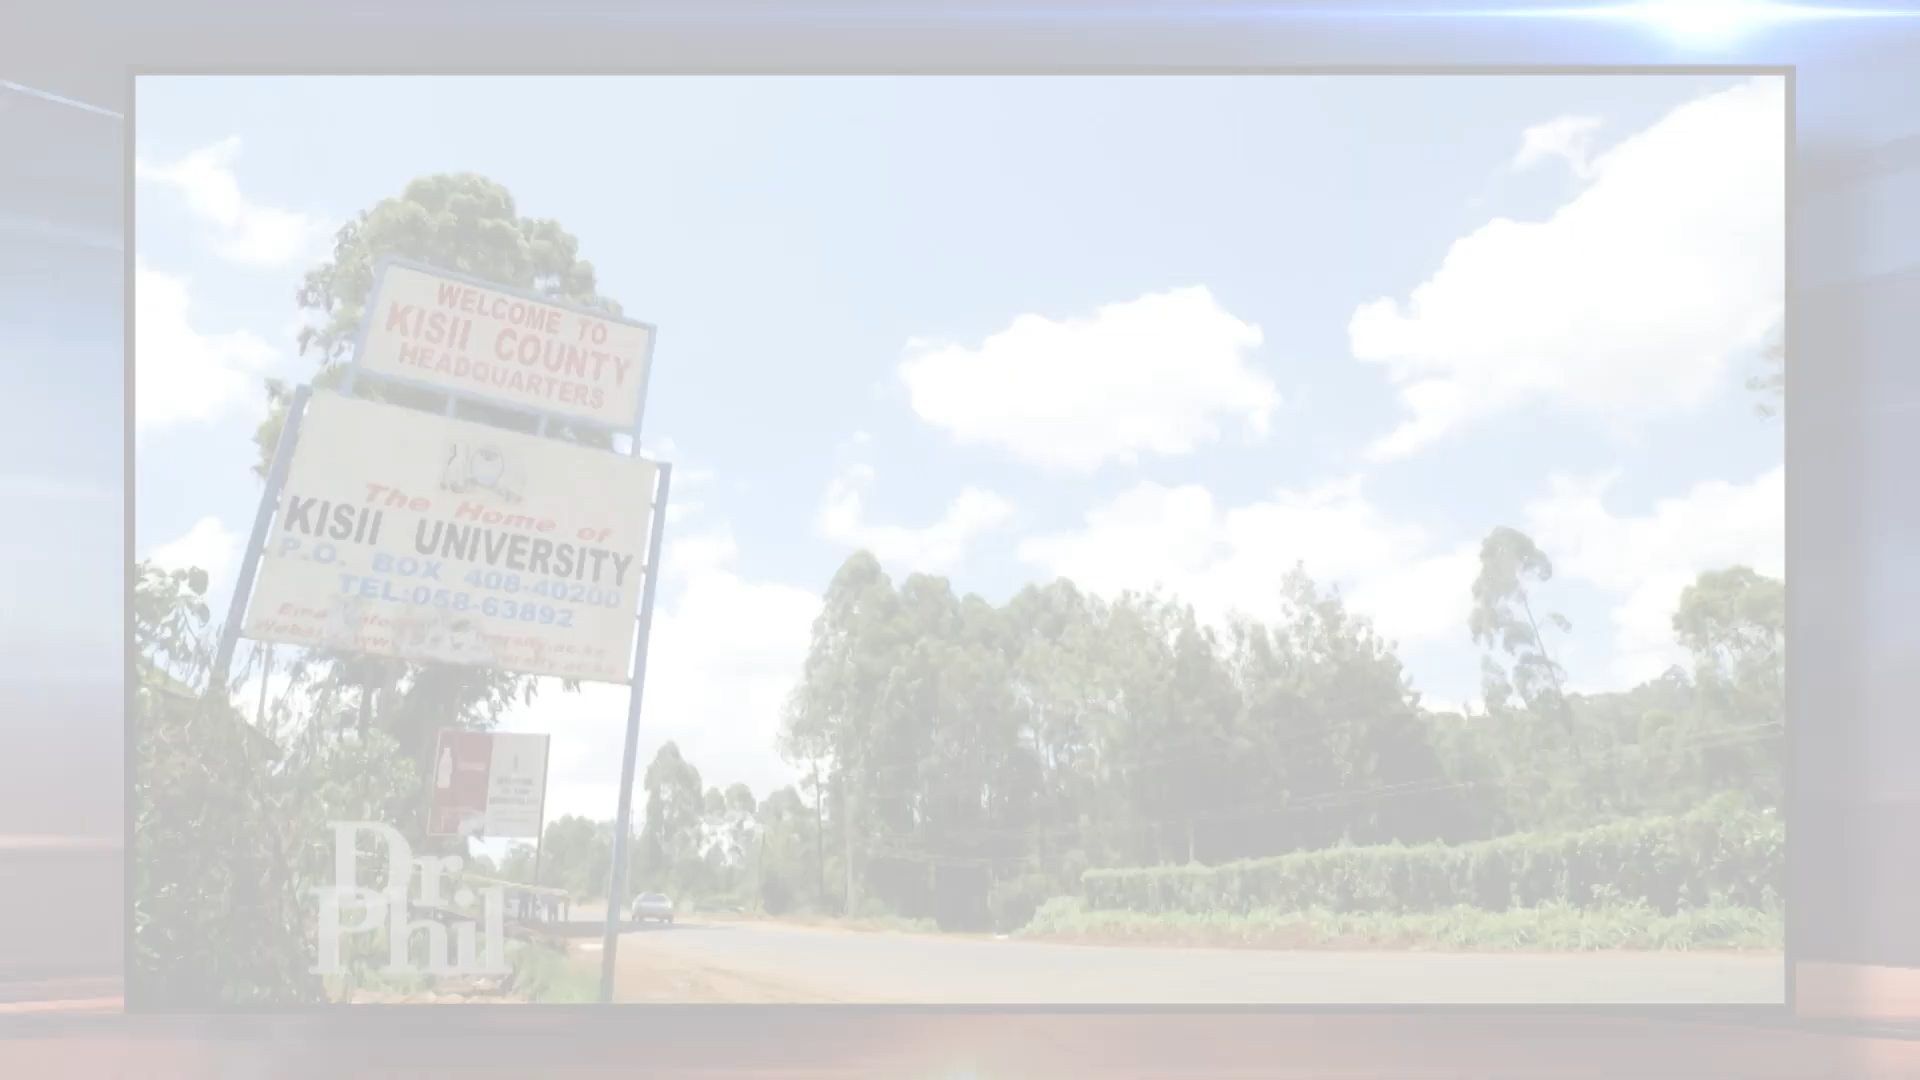 WELCOME TO
KISII COUNTY
HEADQUARTERS
The Home of
KISII UNIVERSITY
P.O. BOX 408-40200
TEL:058-63892
Dr.
Phil